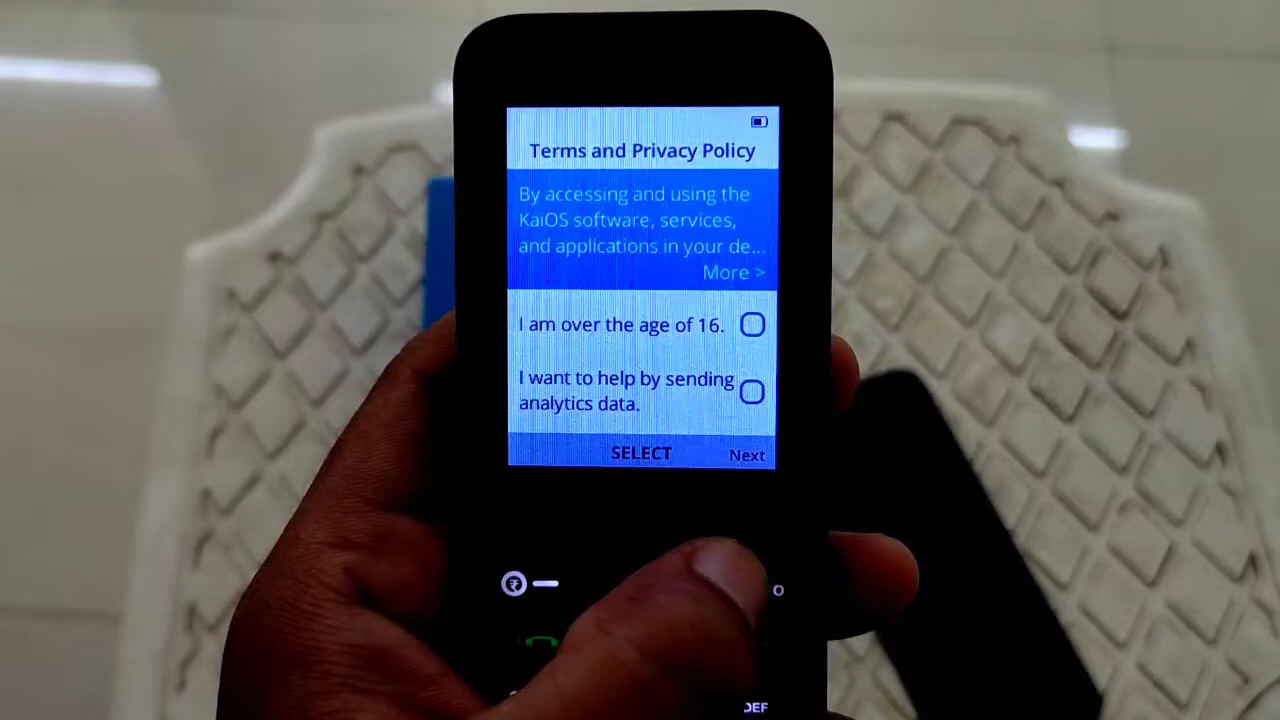 Terms and Privacy Policy
By accessing and using the
KaiOS software, services,
and applications in your de...
More >
I am over the age of 16.
I want to help by sending
analytics data.
SELECT
Next
₹
DEF